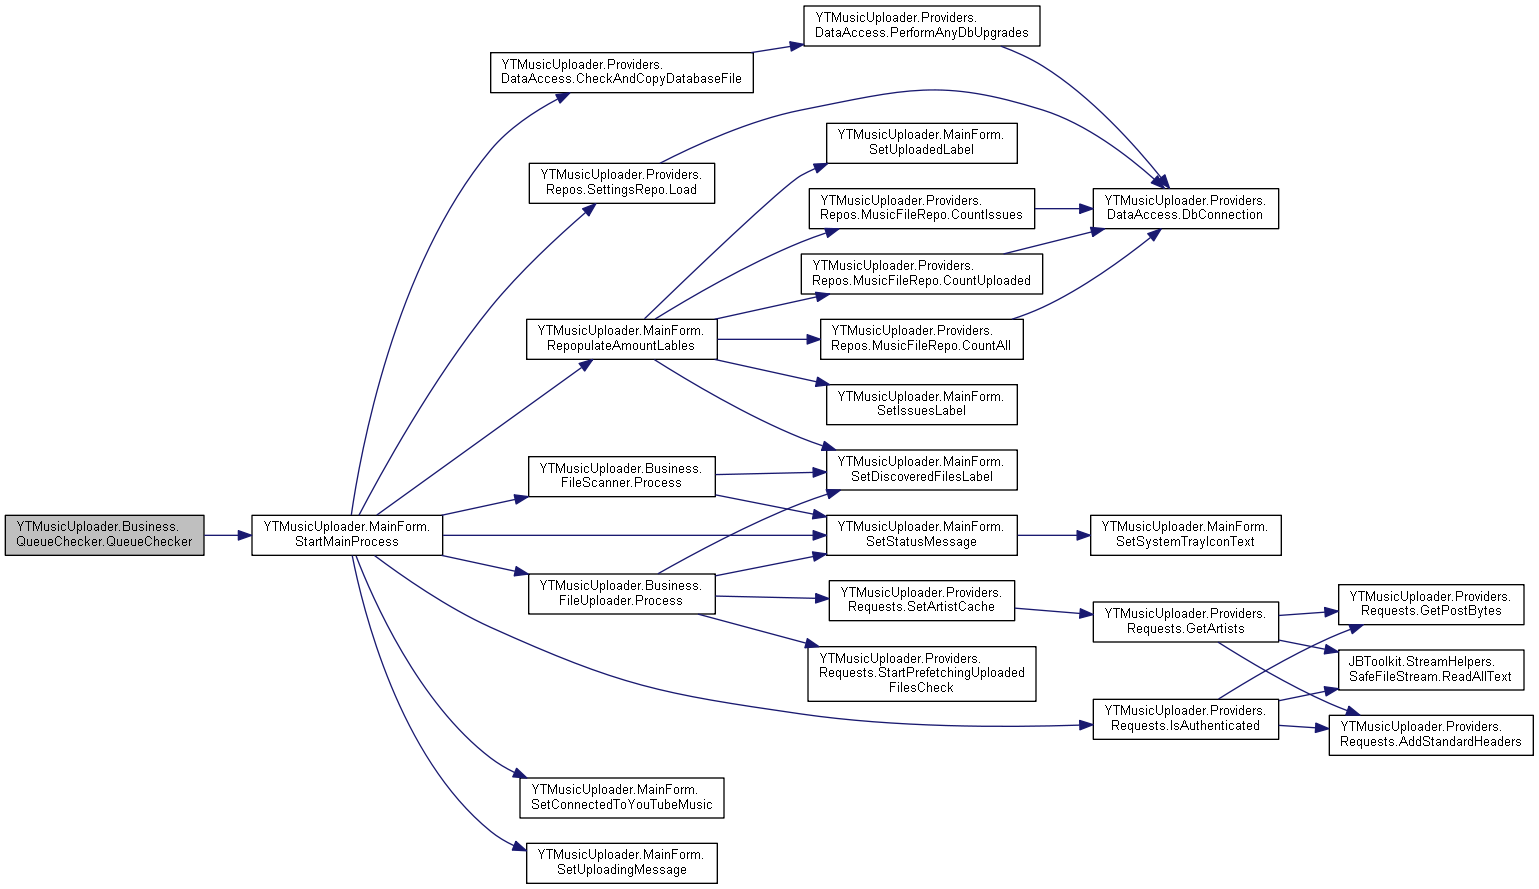 YTMusicUploader.Providers.
DataAccess.PerformAnyDbUpgrades
YTMusicUploader.Providers.
DataAccess.CheckAndCopyDatabaseFile
YTMusicUploader.MainForm.
SetUploadedLabel
YTMusicUploader.Providers.
Repos.SettingsRepo.Load
YTMusicUploader.Providers.
Repos.MusicFileRepo.CountIssues
YTMusicUploader.Providers.
DataAccess.DbConnection
YTMusicUploader.Providers.
Repos.MusicFileRepo.CountUploaded
YTMusicUploader.MainForm.
RepopulateAmountLables
YTMusicUploader.Providers.
Repos.MusicFileRepo.CountAll
YTMusicUploader.MainForm.
SetIssuesLabel
YTMusicUploader.Business.
FileScanner.Process
YTMusicUploader.MainForm.
SetDiscoveredFilesLabel
YTMusicUploader.Business.
QueueChecker.QueueChecker
YTMusicUploader.MainForm.
StartMainProcess
YTMusicUploader.MainForm.
SetStatusMessage
YTMusicUploader.MainForm.
SetSystemTrayIconText
YTMusicUploader.Business.
FileUploader.Process
YTMusicUploader.Providers.
Requests.SetArtistCache
YTMusicUploader.Providers.
Requests.GetArtists
YTMusicUploader.Providers.
Requests.GetPostBytes
YTMusicUploader.Providers.
Requests.StartPrefetchingUploaded
FilesCheck
JBToolkit.StreamHelpers.
SafeFileStream.ReadAllText
YTMusicUploader.Providers.
Requests.IsAuthenticated
YTMusicUploader.Providers.
Requests.AddStandardHeaders
YTMusicUploader.MainForm.
SetConnectedToYouTubeMusic
YTMusicUploader.MainForm.
SetUploadingMessage